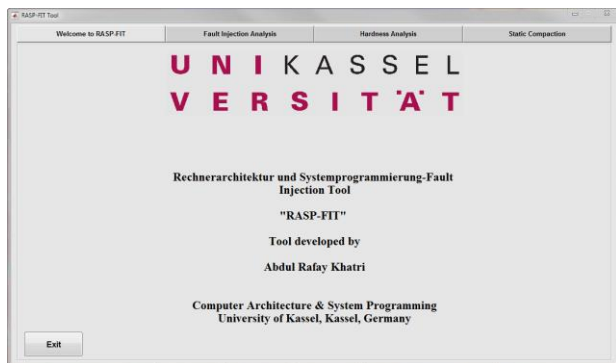 RASP-FIT Tool
Welcome to RASP-FIT
Fault Injection Analysis
Hardness Analysis
Static Compaction
UNIKASSEL
VERSITÄT
Rechnerarchitektur und Systemprogrammierung-Fault
Injection Tool
"RASP-FIT"
Tool developed by
Abdul Rafay Khatri
Computer Architecture & System Programming
University of Kassel, Kassel, Germany
Exit